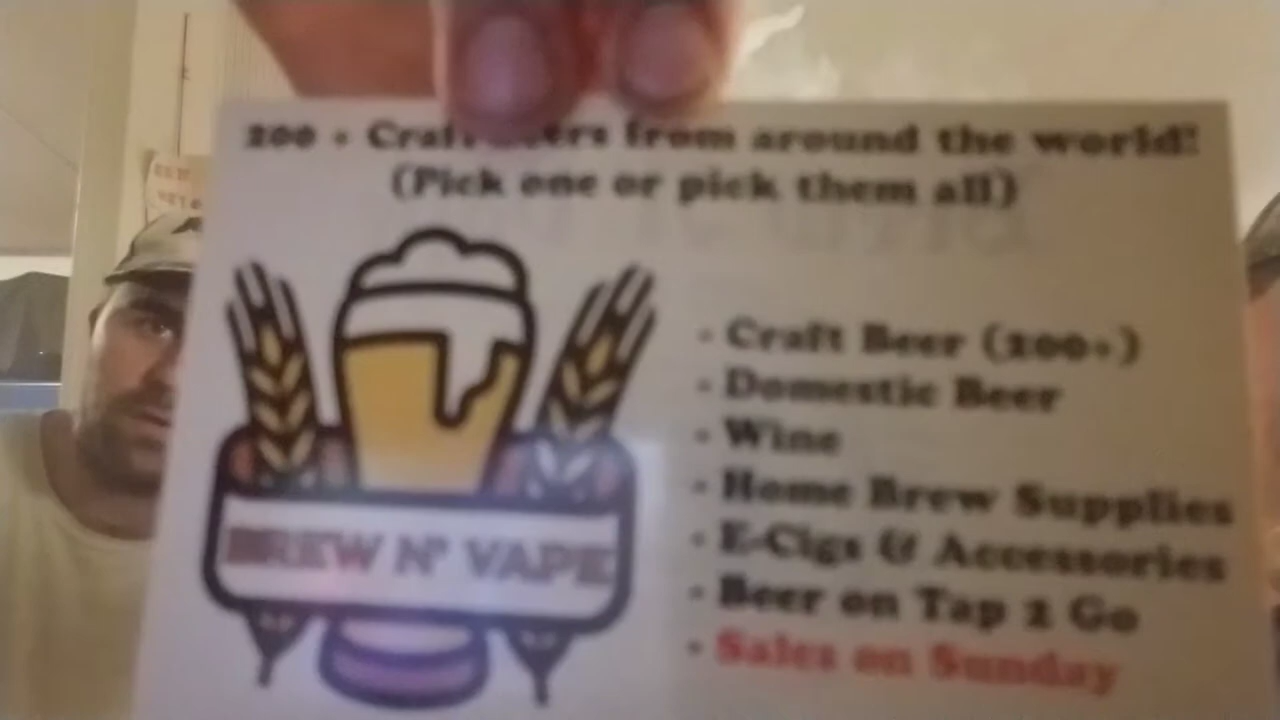 200 + Craft Beers from around the world!
(Pick one or pick them all)
- Craft Beer (200+)
- Domestic Beer
- Wine
- Home Brew Supplies
- E-Cigs & Accessories
- Beer on Tap 2 Go
- Sales on Sunday
BREW N' VAPE